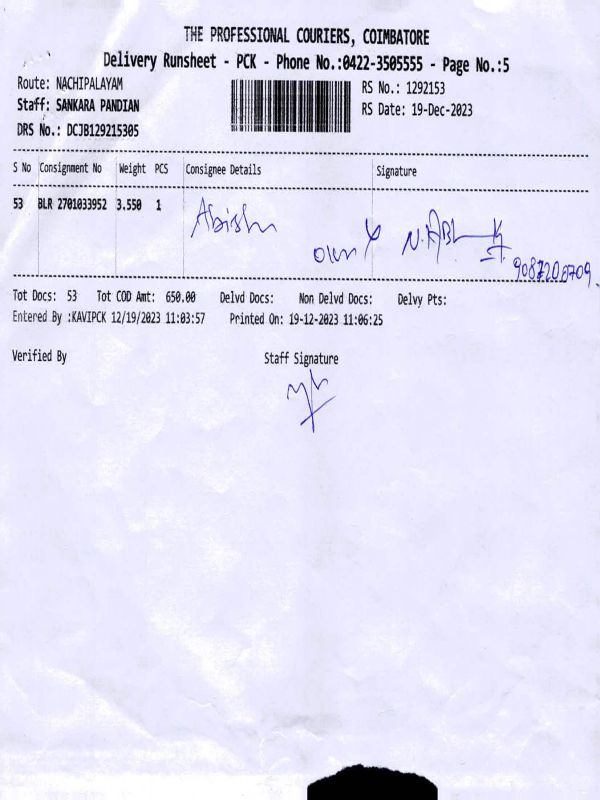 THE PROFESSIONAL COURIERS, COIMBATORE
Delivery Runsheet - PCK - Phone No.:0422-3505555 - Page No.:5
Route: NACHIPALAYAM
RS No.: 1292153
Staff: SANKARA PANDIAN
RS Date: 19-Dec-2023
DRS No.: DCJB129215305
S No Consignment No Weight PCS Consignee Details Signature
53 BLR 2701033952 3.550 1
Tot Docs: 53 Tot COD Amt: 650.00 Delvd Docs: Non Delvd Docs: Delvy Pts:
Entered By :KAVIPCK 12/19/2023 11:03:57 Printed On: 19-12-2023 11:06:25
Verified By Staff Signature